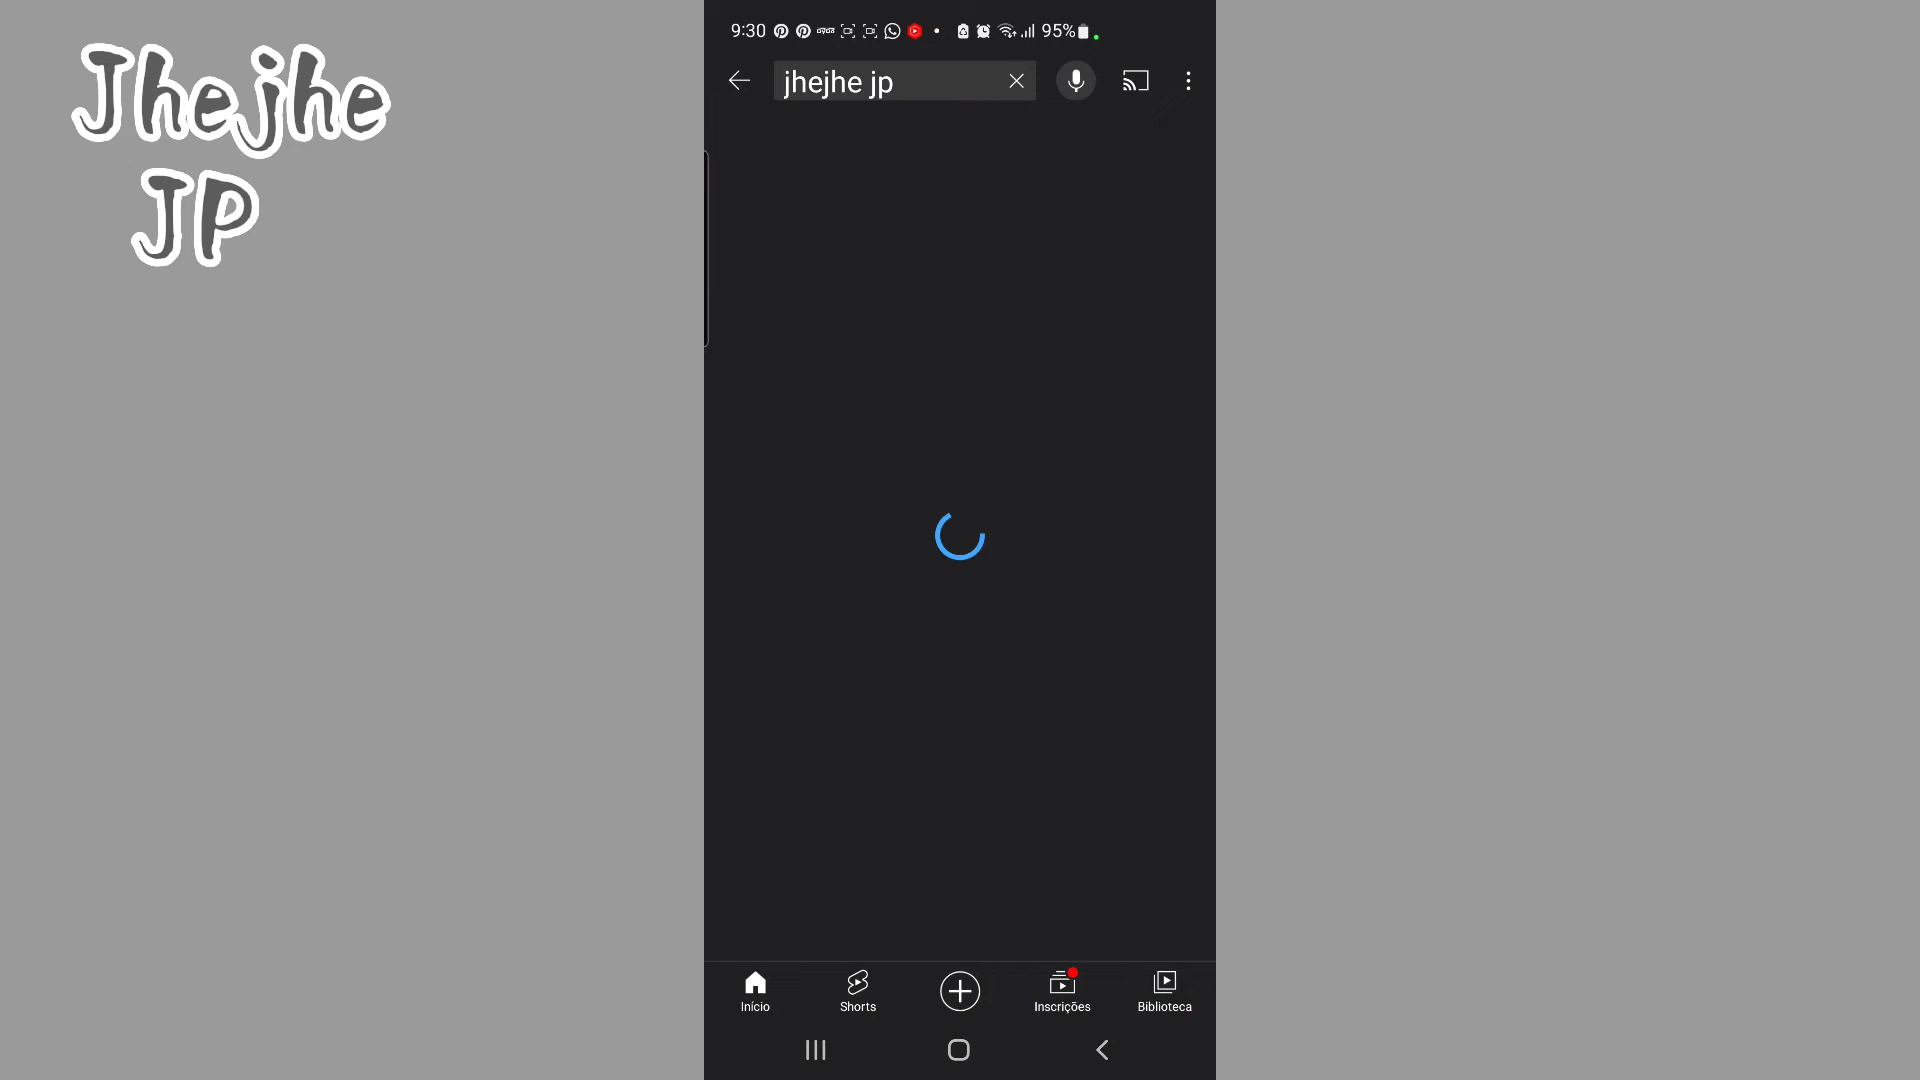 Jhejhe
JP
9:30
95%
jhejhe jp
Início
Shorts
Inscrições
Biblioteca